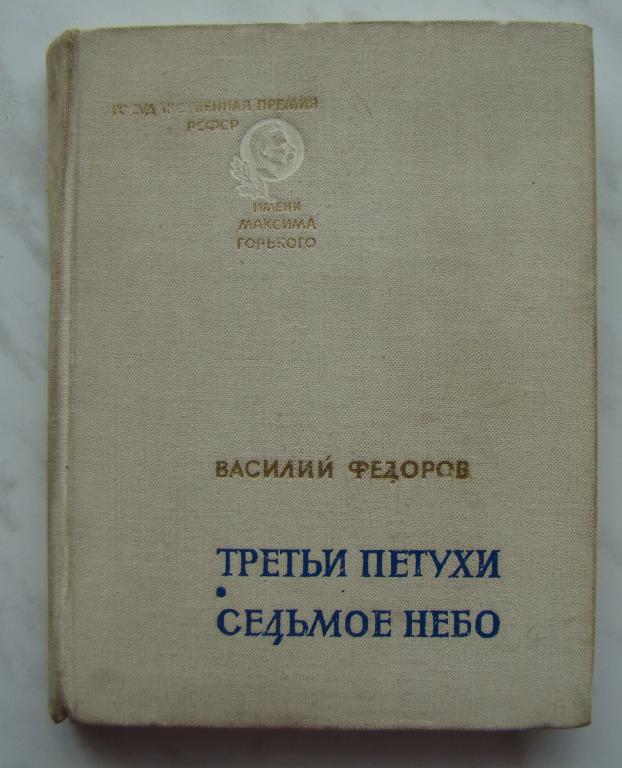 ГОСУДАРСТВЕННАЯ ПРЕМИЯ
РСФСР
ИМЕНИ
МАКСИМА
ГОРЬКОГО
ВАСИЛИЙ ФЕДОРОВ
ТРЕТЬИ ПЕТУХИ
•
СЕДЬМОЕ НЕБО